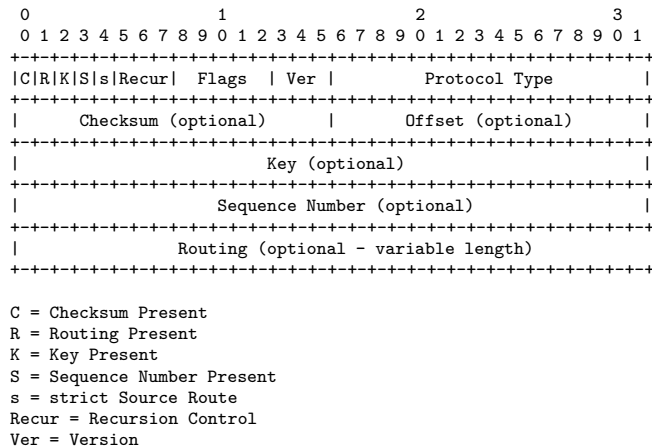 0                   1                   2                   3
 0 1 2 3 4 5 6 7 8 9 0 1 2 3 4 5 6 7 8 9 0 1 2 3 4 5 6 7 8 9 0 1
+-+-+-+-+-+-+-+-+-+-+-+-+-+-+-+-+-+-+-+-+-+-+-+-+-+-+-+-+-+-+-+-+
|C|R|K|S|s|Recur|  Flags  | Ver |         Protocol Type         |
+-+-+-+-+-+-+-+-+-+-+-+-+-+-+-+-+-+-+-+-+-+-+-+-+-+-+-+-+-+-+-+-+
|      Checksum (optional)      |       Offset (optional)       |
+-+-+-+-+-+-+-+-+-+-+-+-+-+-+-+-+-+-+-+-+-+-+-+-+-+-+-+-+-+-+-+-+
|                         Key (optional)                        |
+-+-+-+-+-+-+-+-+-+-+-+-+-+-+-+-+-+-+-+-+-+-+-+-+-+-+-+-+-+-+-+-+
|                    Sequence Number (optional)                 |
+-+-+-+-+-+-+-+-+-+-+-+-+-+-+-+-+-+-+-+-+-+-+-+-+-+-+-+-+-+-+-+-+
|                Routing (optional - variable length)
+-+-+-+-+-+-+-+-+-+-+-+-+-+-+-+-+-+-+-+-+-+-+-+-+-+-+-+-+-+-+-+-+
C = Checksum Present
R = Routing Present
K = Key Present
S = Sequence Number Present
s = strict Source Route
Recur = Recursion Control
Ver = Version